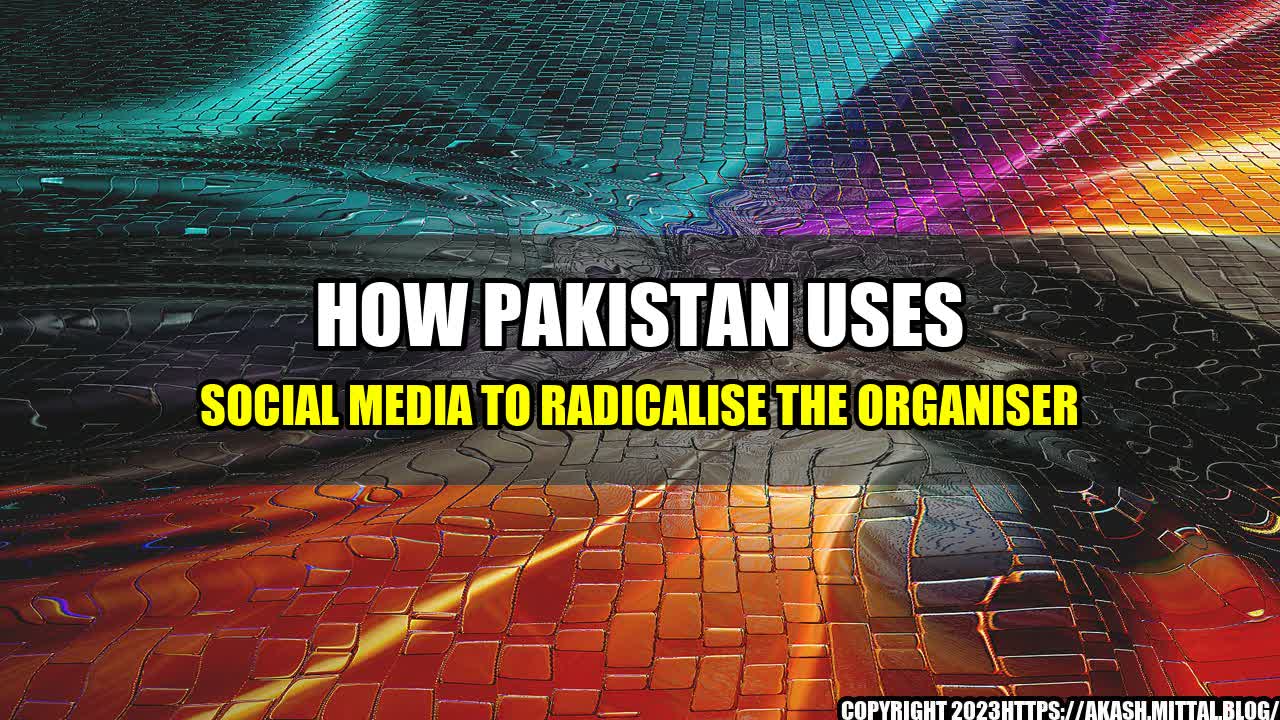 HOW PAKISTAN USES
SOCIAL MEDIA TO RADICALISE THE ORGANISER
COPYRIGHT 2023HTTPS://AKASH.MITTAL.BLOG/